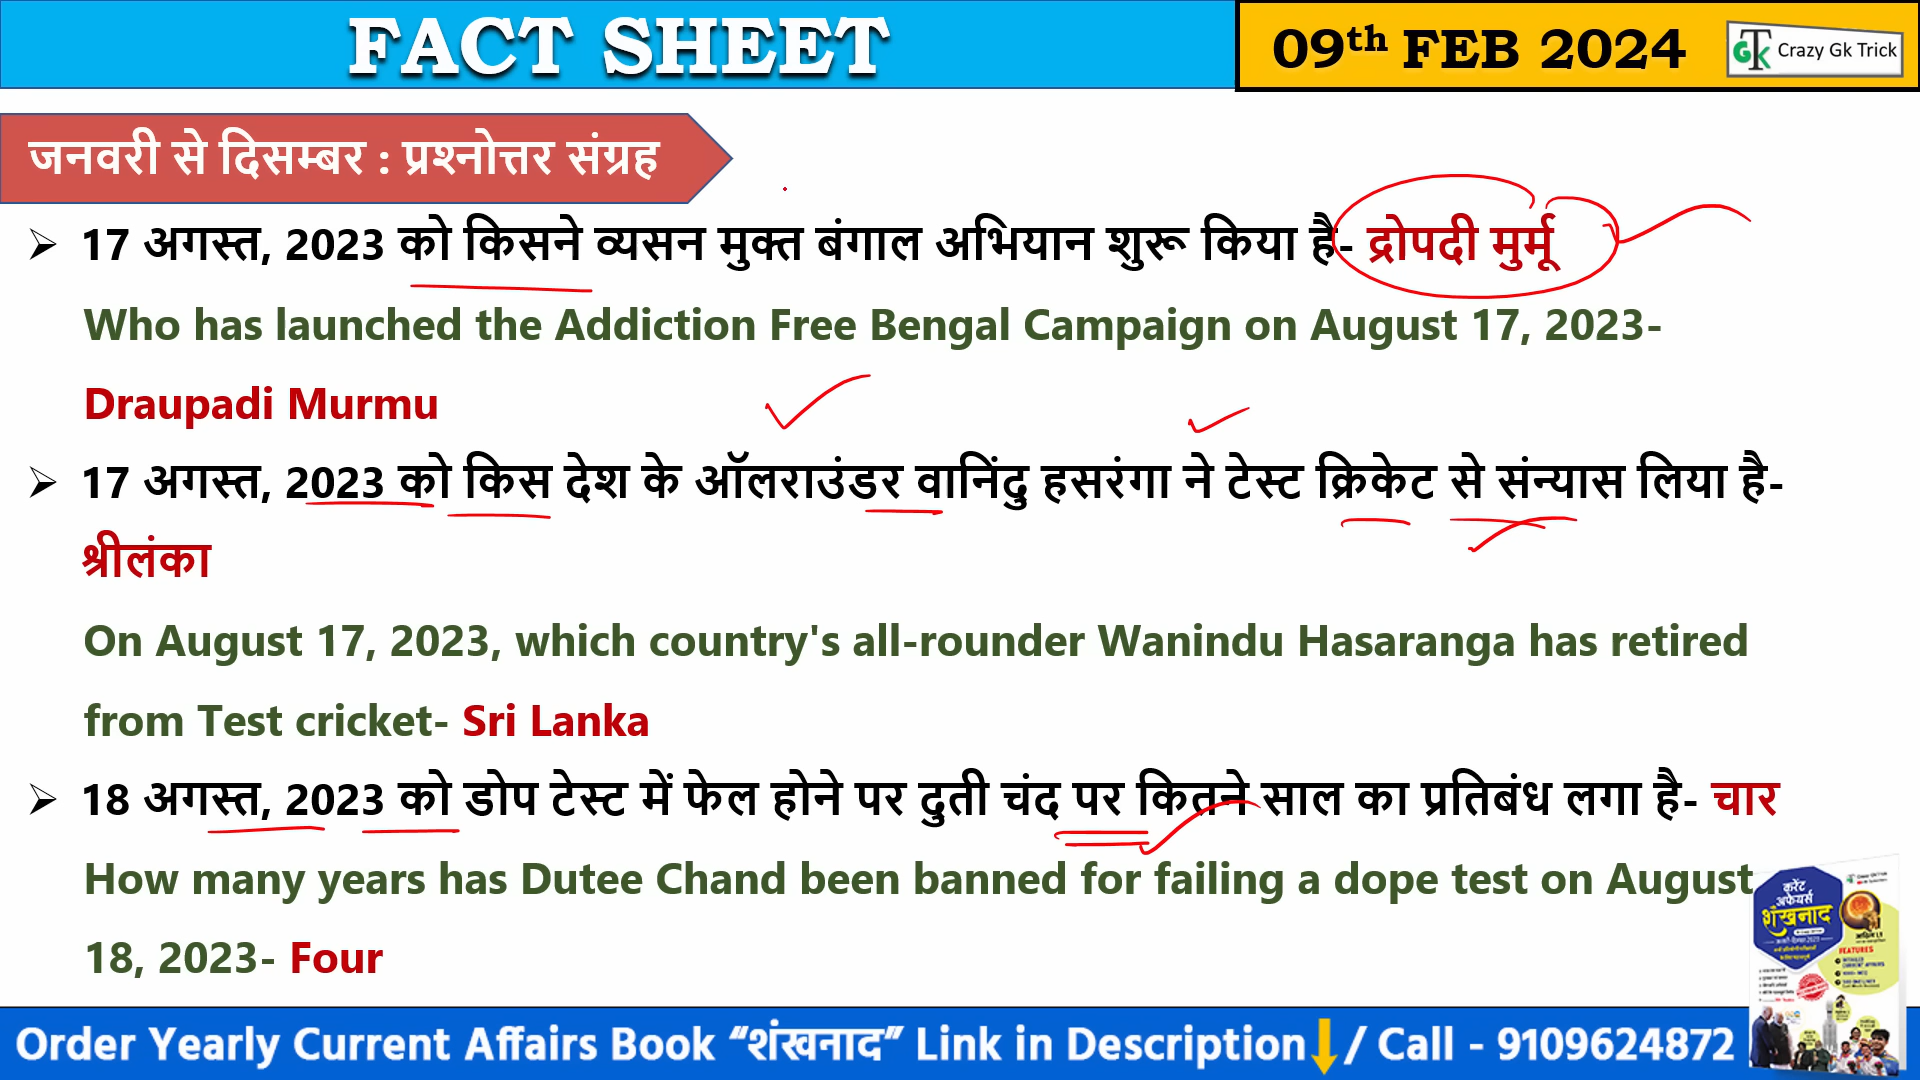 FACT SHEET
09th FEB 2024
GTK Crazy Gk Trick
जनवरी से दिसम्बर : प्रश्नोत्तर संग्रह
➢ 17 अगस्त, 2023 को किसने व्यसन मुक्त बंगाल अभियान शुरू किया है- द्रोपदी मुर्मू
Who has launched the Addiction Free Bengal Campaign on August 17, 2023-
Draupadi Murmu
➢ 17 अगस्त, 2023 को किस देश के ऑलराउंडर वानिंदु हसरंगा ने टेस्ट क्रिकेट से संन्यास लिया है-
श्रीलंका
On August 17, 2023, which country's all-rounder Wanindu Hasaranga has retired
from Test cricket- Sri Lanka
➢ 18 अगस्त, 2023 को डोप टेस्ट में फेल होने पर दुती चंद पर कितने साल का प्रतिबंध लगा है- चार
How many years has Dutee Chand been banned for failing a dope test on August
18, 2023- Four
करेंट
अफेयर्स
शंखनाद
FEATURES
Order Yearly Current Affairs Book “शंखनाद” Link in Description / Call - 9109624872